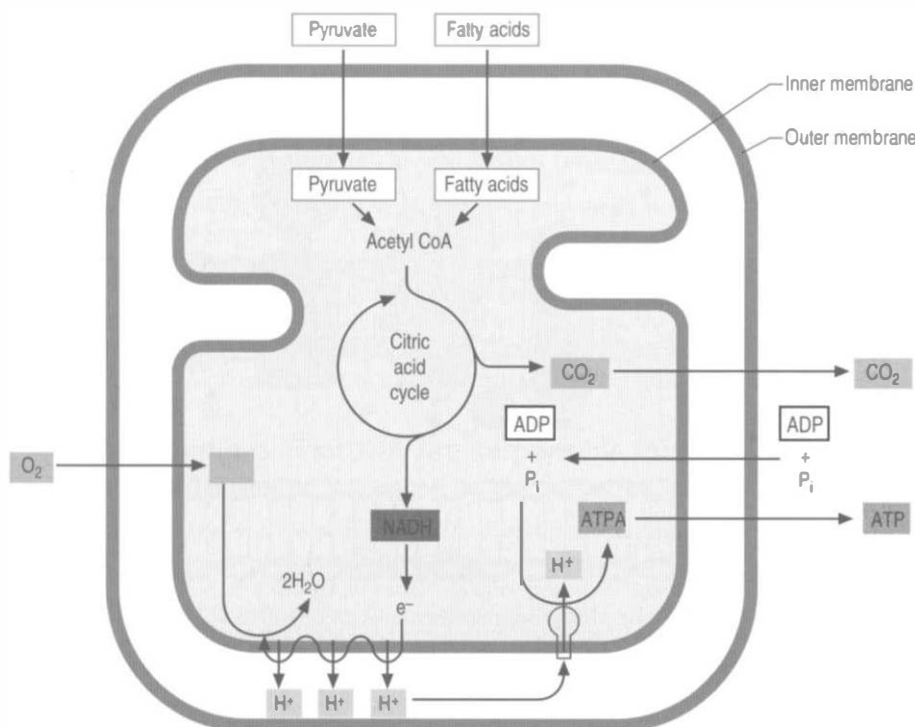 Pyruvate
Fatty acids
Inner membrane
Outer membrane
Pyruvate
Fatty acids
Acetyl CoA
Citric
acid
cycle
CO₂
CO₂
ADP
+
Pᵢ
ADP
+
Pᵢ
O₂
NADH
ATPA
ATP
H⁺
2H₂O
e⁻
H⁺
H⁺
H⁺